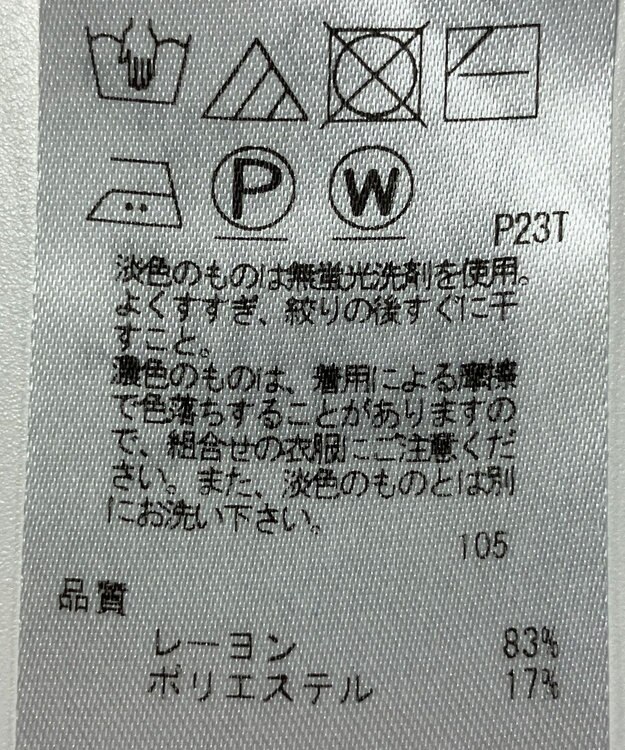 P W
P23T
淡色のものは無蛍光洗剤を使用。
よくすすぎ、絞りの後すぐに干
すこと。
濃色のものは、着用による摩擦
で色落ちすることがありますの
で、組合せの衣服にご注意くだ
さい。また、淡色のものとは別
にお洗い下さい。
105
品質
レーヨン 83%
ポリエステル 17%